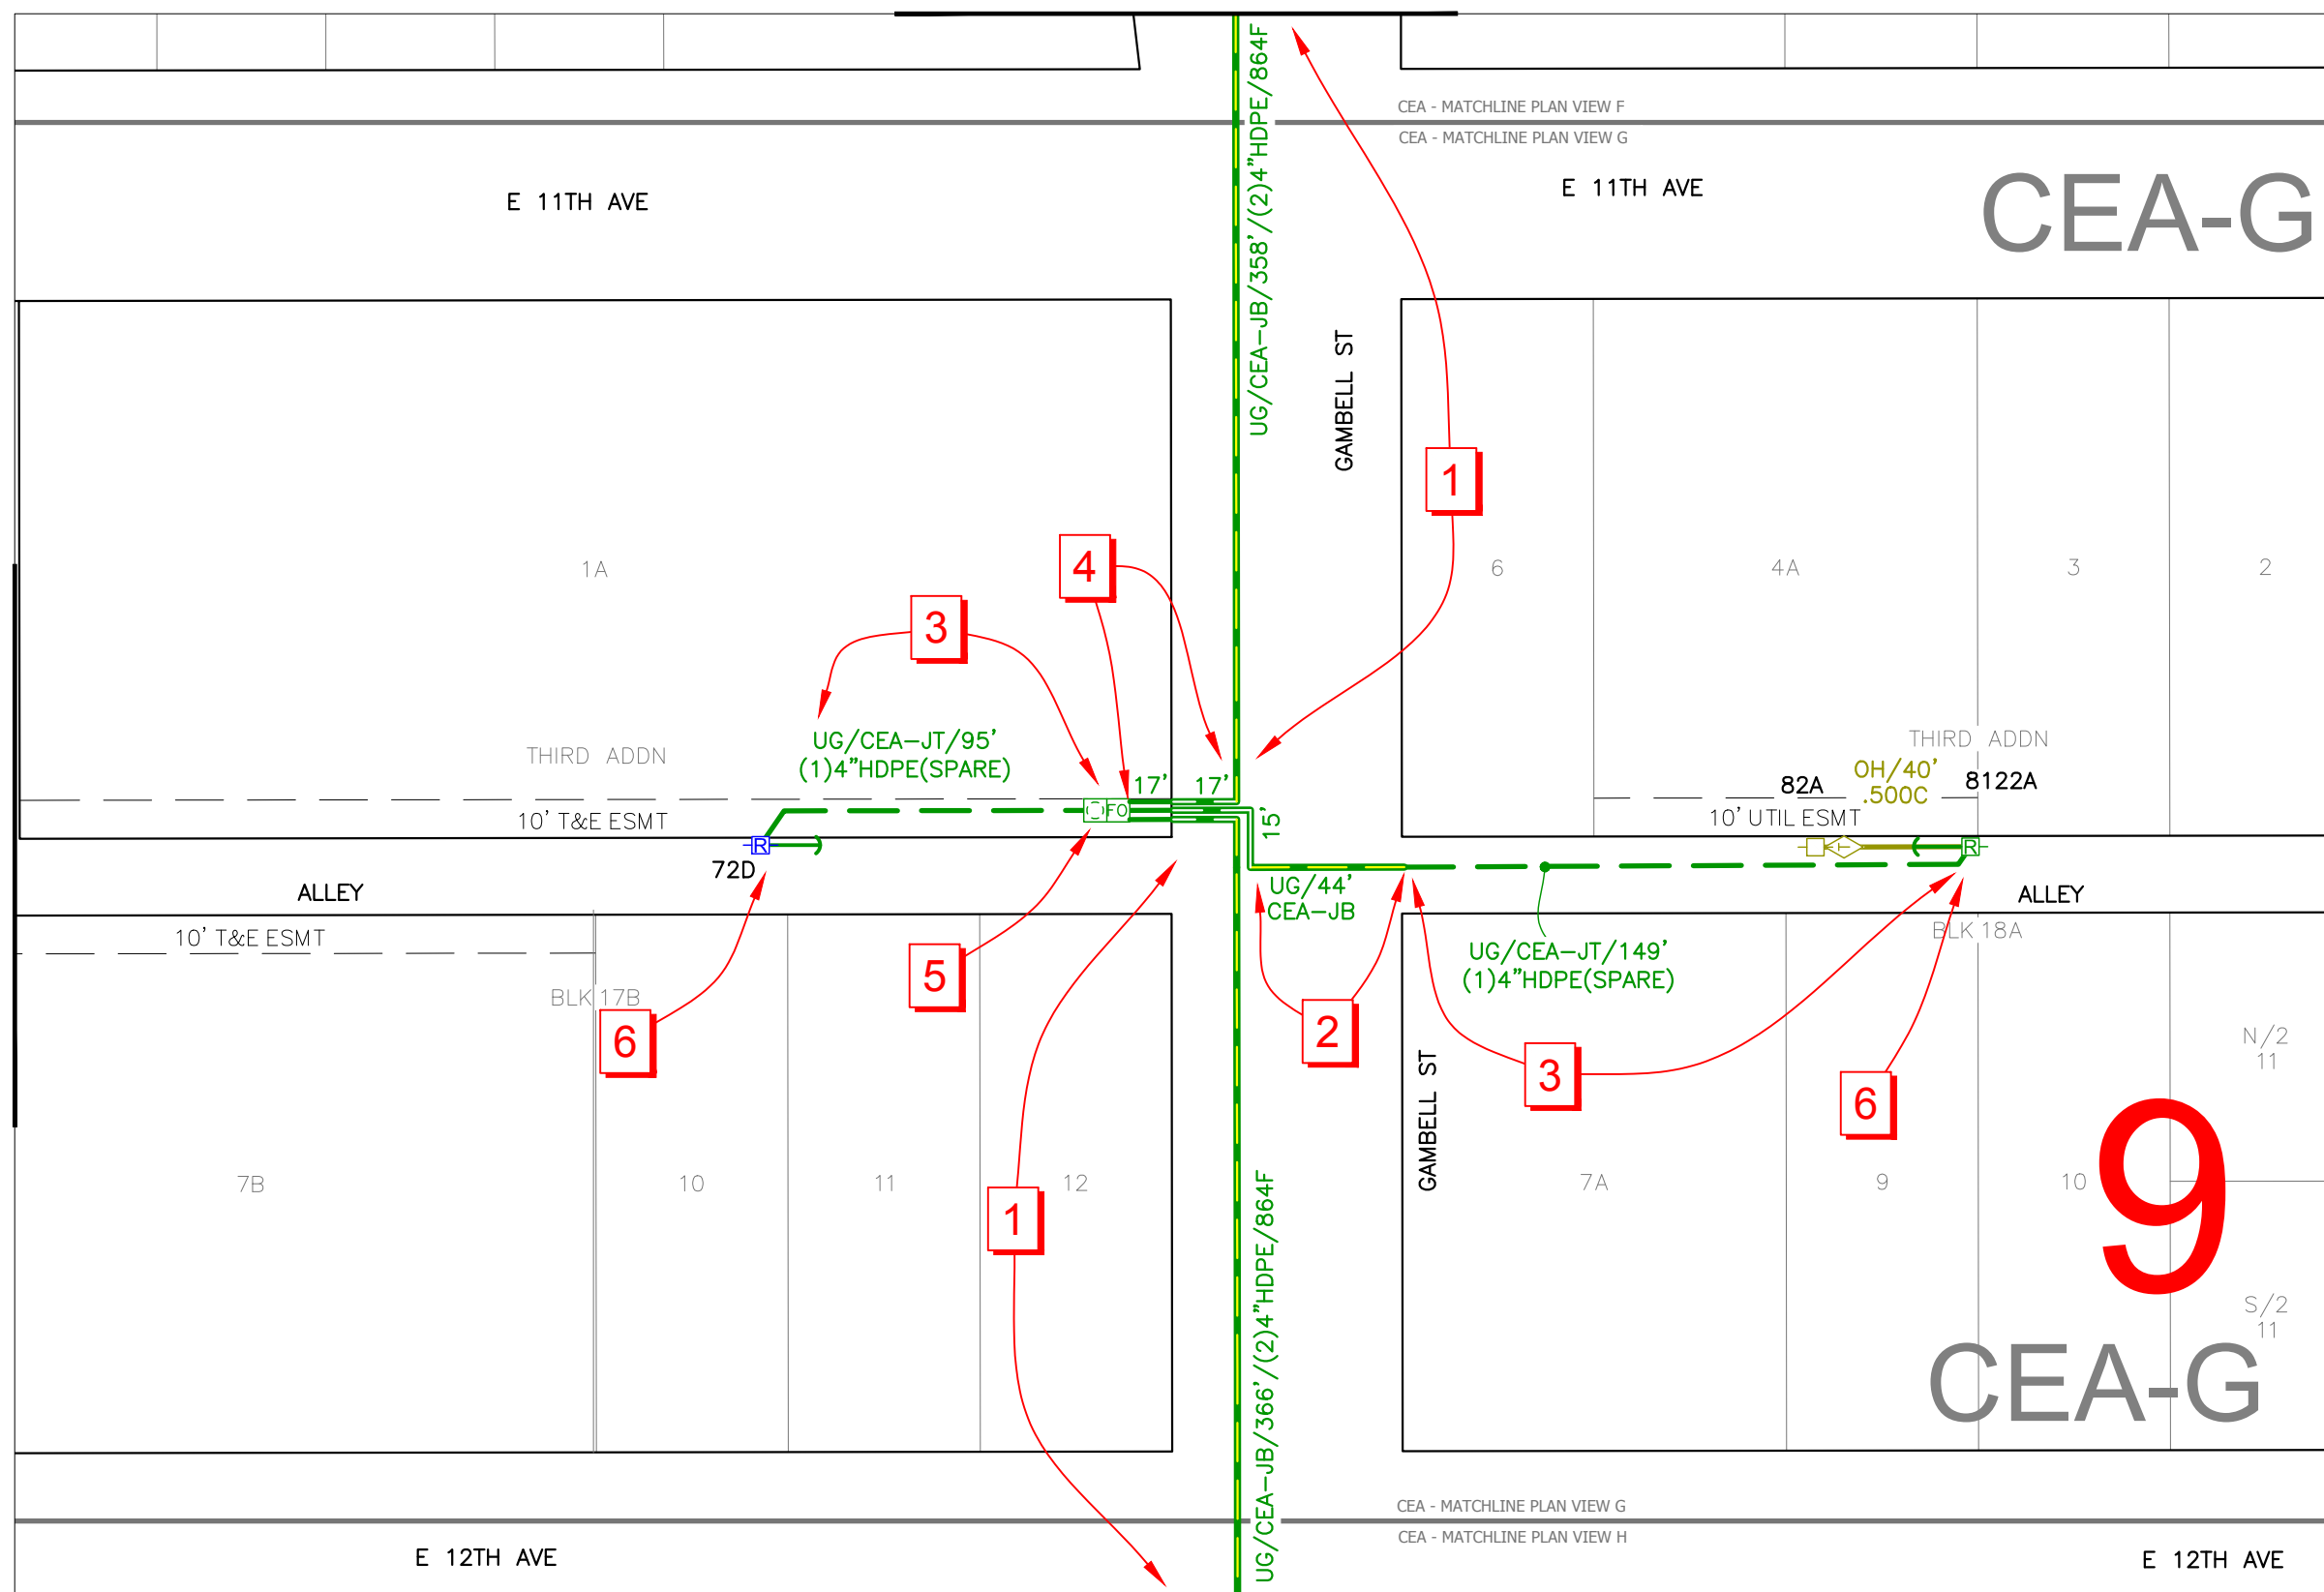 CEA - MATCHLINE PLAN VIEW F
CEA - MATCHLINE PLAN VIEW G
E 11TH AVE
E 11TH AVE
CEA-G
UG/CEA-JB/358'/(2)4"HDPE/864F
GAMBELL ST
1
4
3
1A
6
4A
3
2
UG/CEA-JT/95'
(1)4"HDPE(SPARE)
THIRD ADDN
10' T&E ESMT
17'
17'
FO
15'
THIRD ADDN
OH/40'
.500C
82A
8122A
10' UTIL ESMT
R
72D
R
ALLEY
UG/44'
CEA-JB
ALLEY
10' T&E ESMT
BLK 17B
6
5
2
UG/CEA-JT/149'
(1)4"HDPE(SPARE)
BLK 18A
N/2
11
GAMBELL ST
3
6
9
7B
10
11
12
1
7A
9
10
S/2
11
UG/CEA-JB/366'/(2)4"HDPE/864F
CEA-G
CEA - MATCHLINE PLAN VIEW G
CEA - MATCHLINE PLAN VIEW H
E 12TH AVE
E 12TH AVE